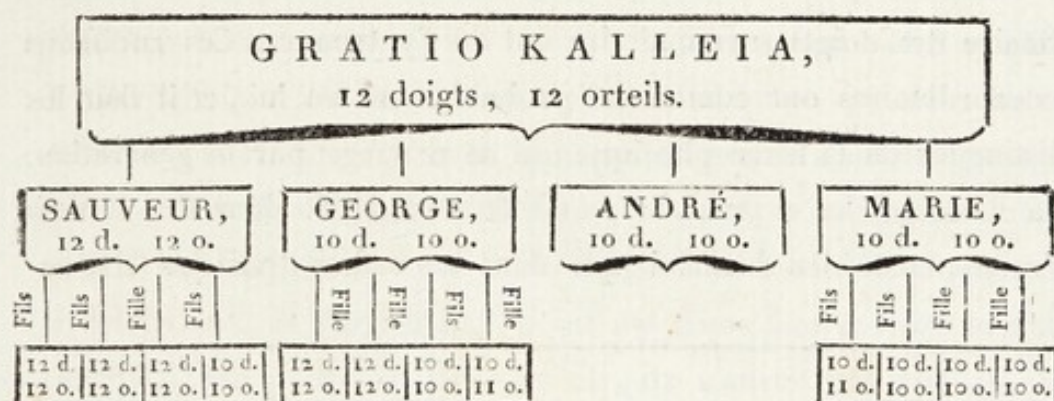 GRATIO KALLEIA,
12 doigts, 12 orteils.
SAUVEUR, GEORGE, ANDRÉ, MARIE,
12 d. 12 o. 10 d. 10 o. 10 d. 10 o. 10 d. 10 o.
Fils Fils Fille Fils Fille Fille Fils Fille Fils Fils Fille Fille
12 d. 12 d. 12 d. 10 d. 12 d. 12 d. 10 d. 10 d. 10 d. 10 d. 10 d. 10 d.
12 o. 12 o. 12 o. 10 o. 12 o. 12 o. 10 o. 11 o. 11 o. 10 o. 10 o. 10 o.